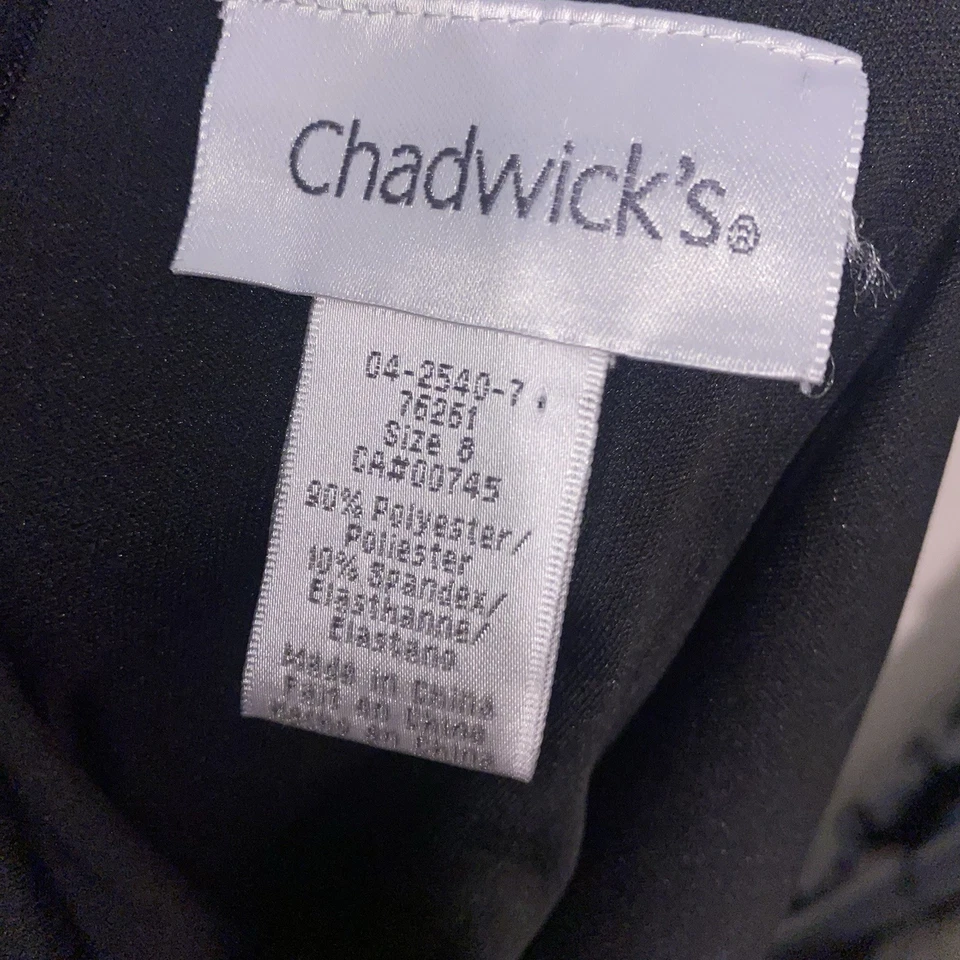 Chadwick's®
04-2540-7
76261
Size 8
CA#00745
90% Polyester/
Poliester
10% Spandex/
Elasthanne/
Elastano
Made in China
Fait en Chine
Hecho en China